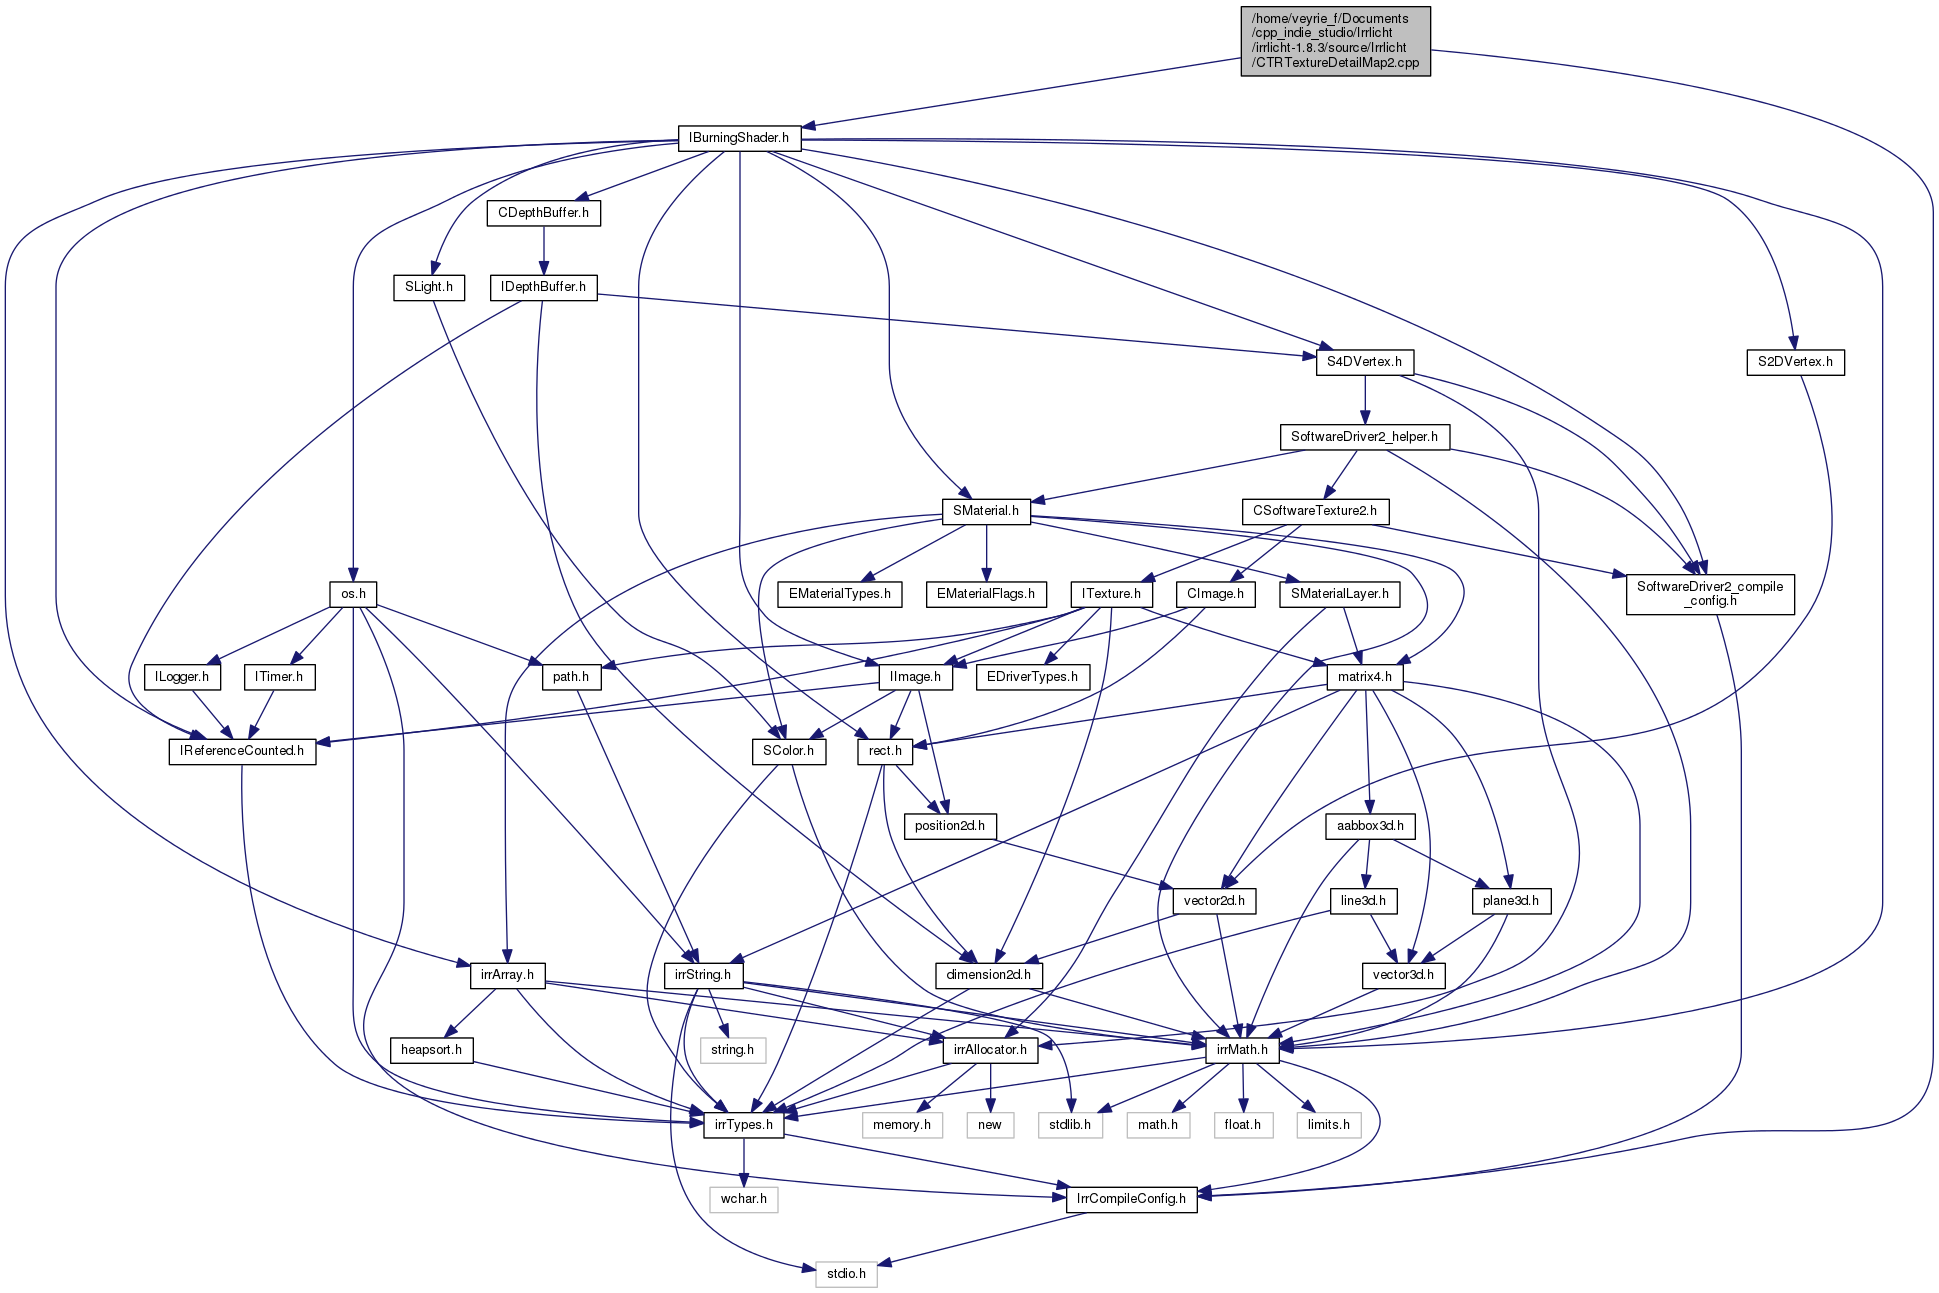 /home/veyrie_f/Documents
/cpp_indie_studio/Irrlicht
/irrlicht-1.8.3/source/Irrlicht
/CTRTextureDetailMap2.cpp
IBurningShader.h
CDepthBuffer.h
SLight.h
IDepthBuffer.h
S4DVertex.h
S2DVertex.h
SoftwareDriver2_helper.h
SMaterial.h
CSoftwareTexture2.h
os.h
EMaterialTypes.h
EMaterialFlags.h
ITexture.h
CImage.h
SMaterialLayer.h
SoftwareDriver2_compile
_config.h
ILogger.h
ITimer.h
path.h
IImage.h
EDriverTypes.h
matrix4.h
IReferenceCounted.h
SColor.h
rect.h
position2d.h
aabbox3d.h
vector2d.h
line3d.h
plane3d.h
irrArray.h
irrString.h
dimension2d.h
vector3d.h
heapsort.h
string.h
irrAllocator.h
irrMath.h
irrTypes.h
memory.h
new
stdlib.h
math.h
float.h
limits.h
wchar.h
IrrCompileConfig.h
stdio.h